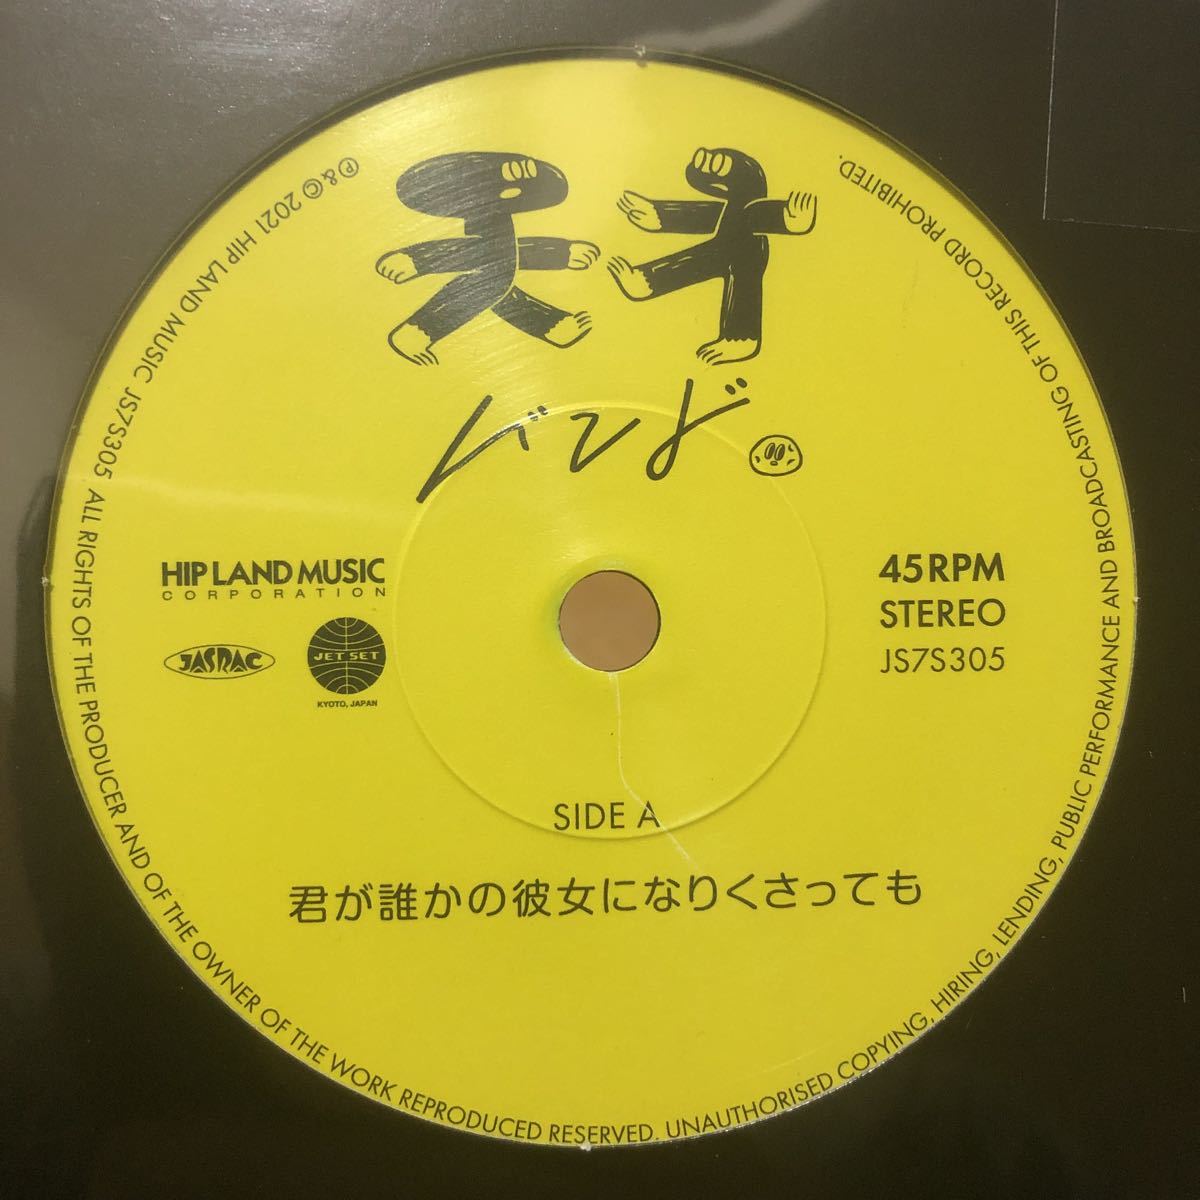 天才
バンド
HIP LAND MUSIC
CORPORATION
JASRAC
JET SET
KYOTO, JAPAN
45RPM
STEREO
JS7S305
SIDE A
君が誰かの彼女になりくさっても
℗&© 2021 HIP LAND MUSIC JS7S305 ALL RIGHTS OF THE PRODUCER AND OF THE OWNER OF THE WORK REPRODUCED RESERVED. UNAUTHORISED COPYING, HIRING, LENDING, PUBLIC PERFORMANCE AND BROADCASTING OF THIS RECORD PROHIBITED.